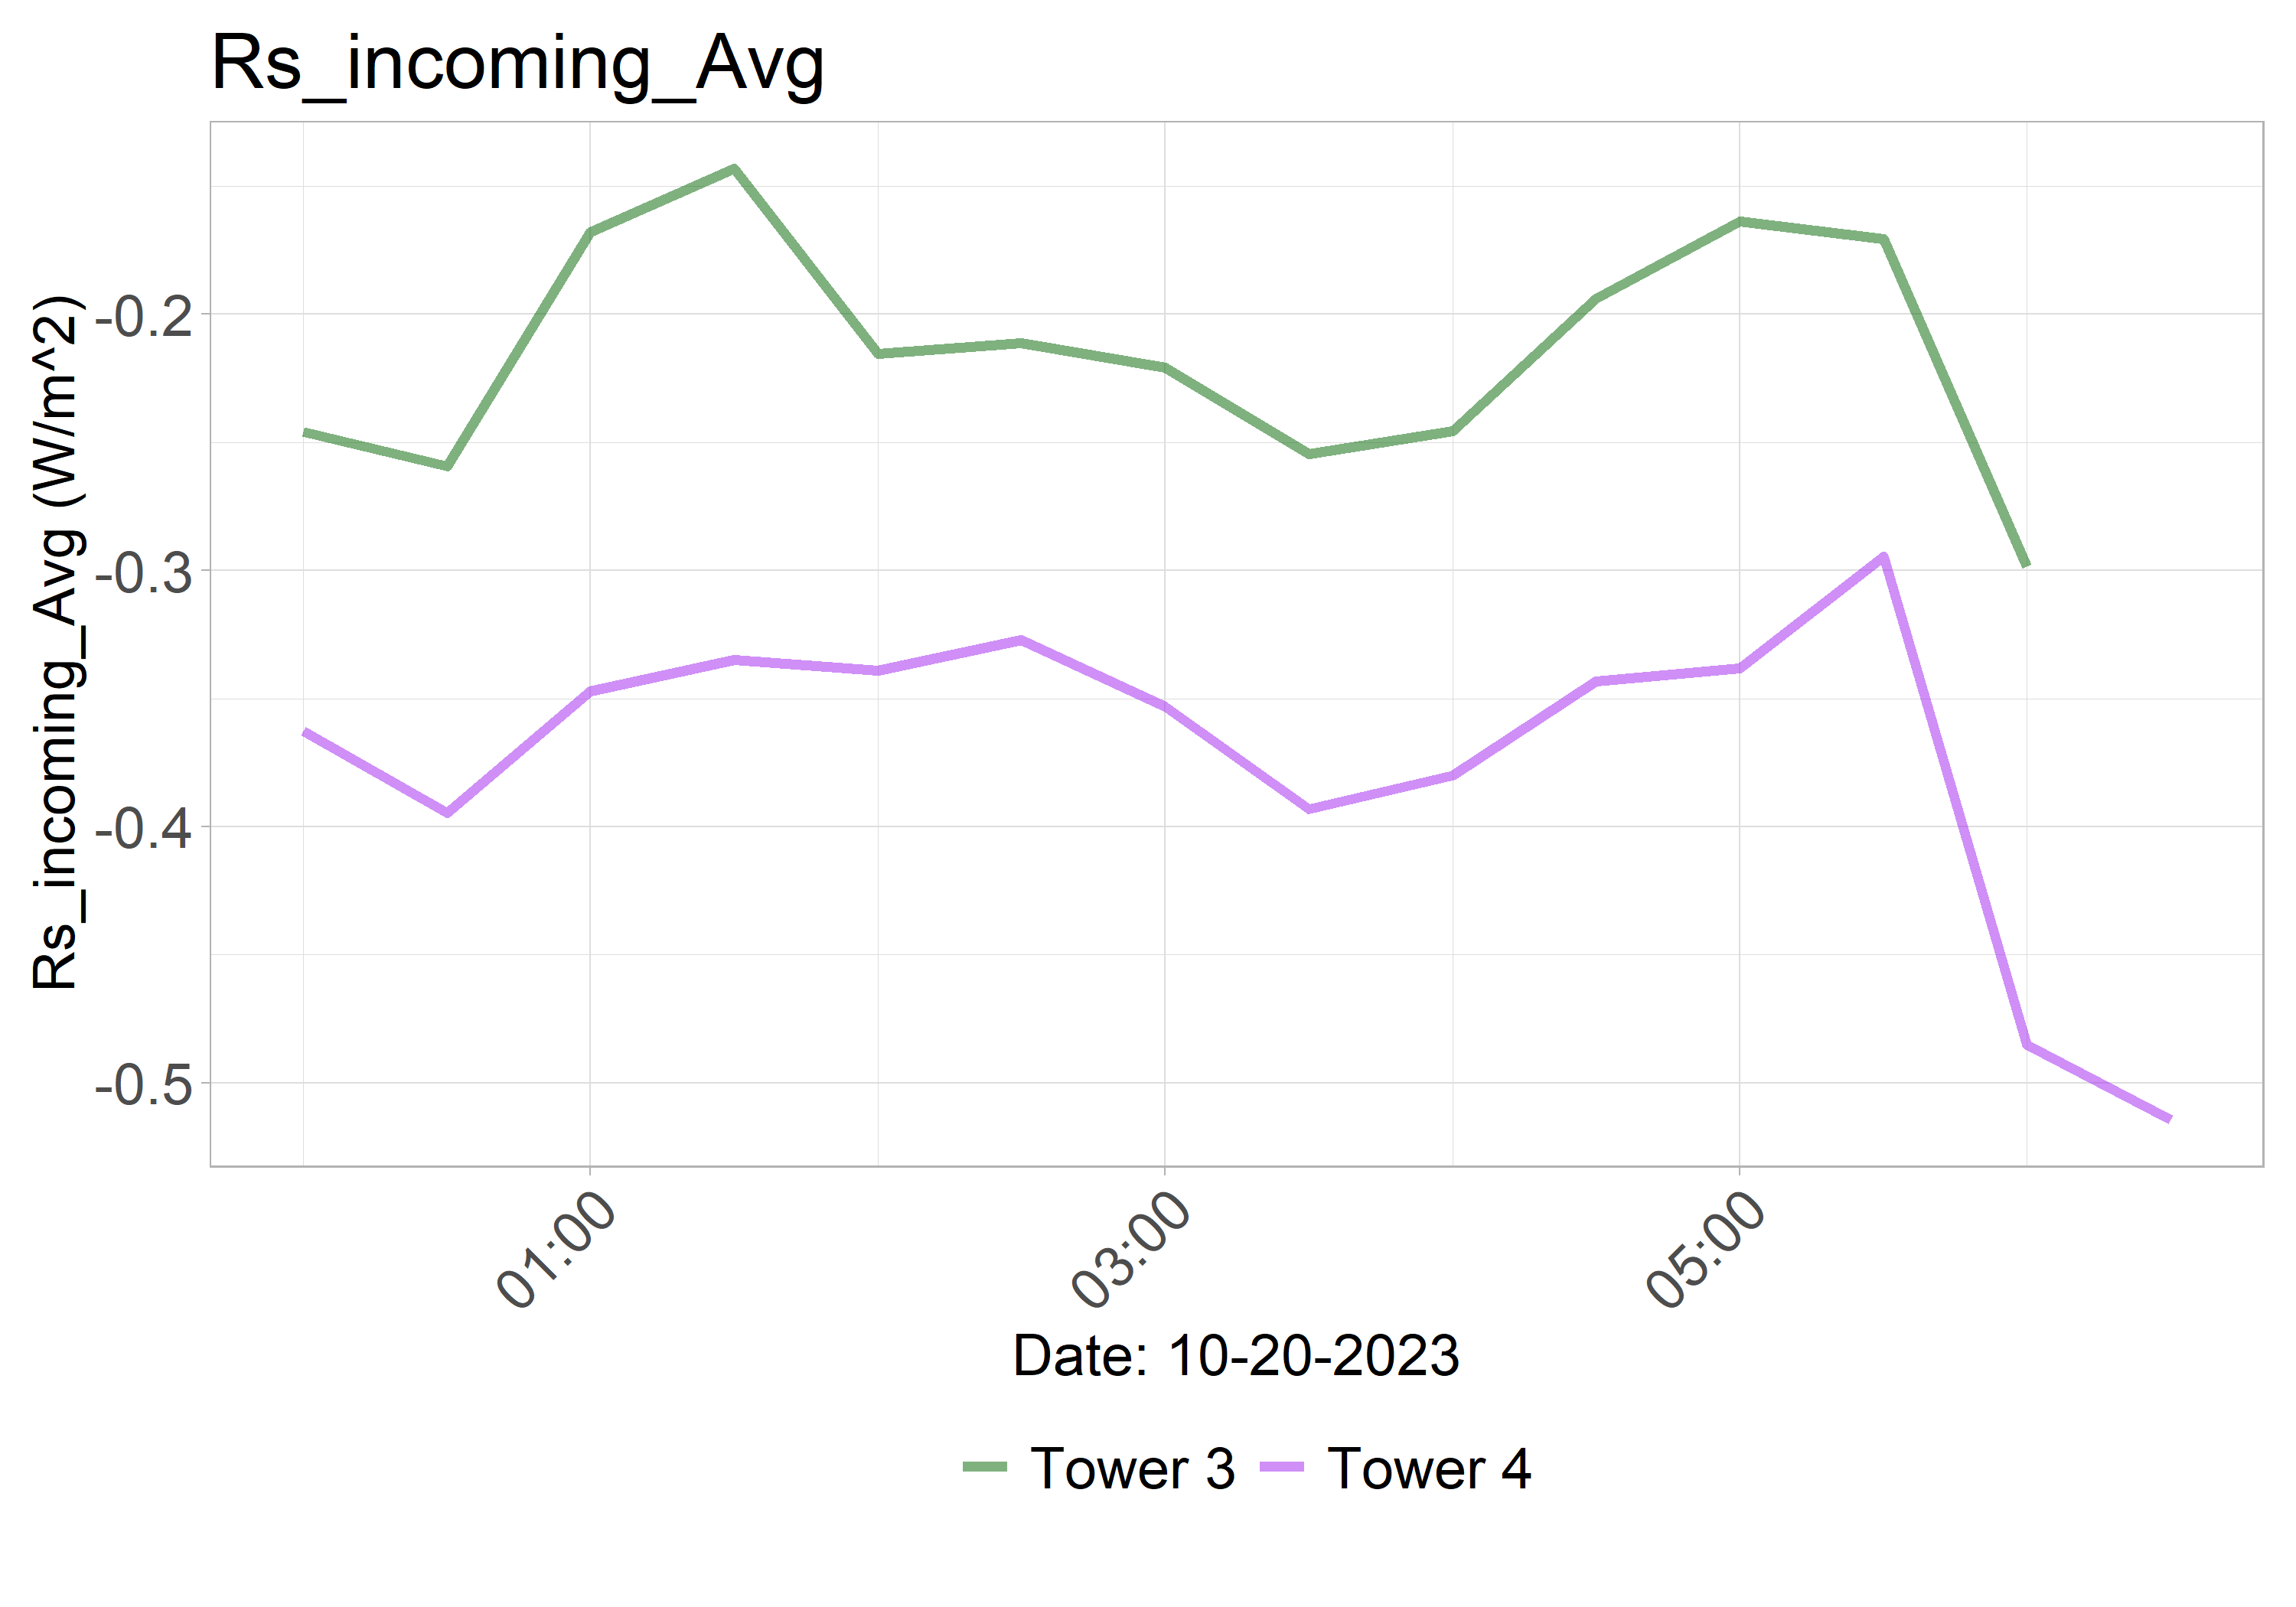 Rs_incoming_Avg
Rs_incoming_Avg (W/m^2)
-0.2
-0.3
-0.4
-0.5
01:00
03:00
05:00
Date: 10-20-2023
Tower 3
Tower 4